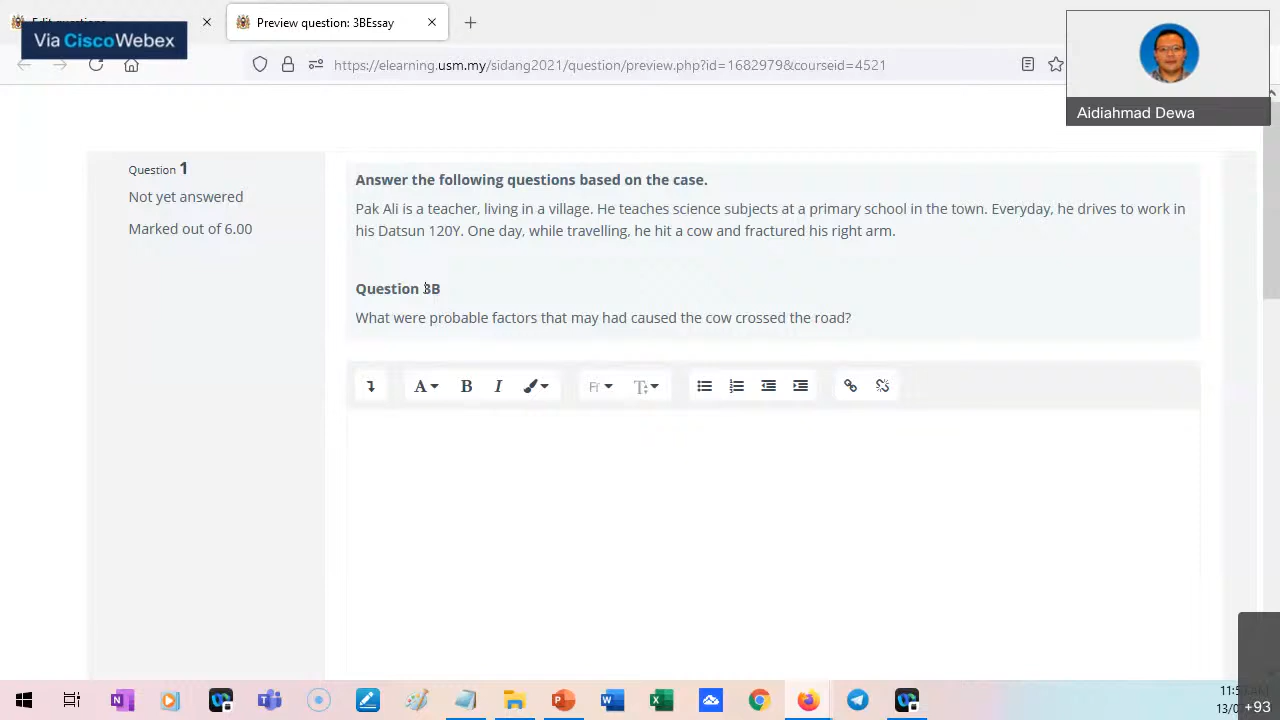 Edit questions
Preview question: 3BEssay
Via CiscoWebex
https://elearning.usm.my/sidang2021/question/preview.php?id=1682979&courseid=4521
Aidiahmad Dewa
Question 1
Not yet answered
Marked out of 6.00
Answer the following questions based on the case.
Pak Ali is a teacher, living in a village. He teaches science subjects at a primary school in the town. Everyday, he drives to work in
his Datsun 120Y. One day, while travelling, he hit a cow and fractured his right arm.
Question 3B
What were probable factors that may had caused the cow crossed the road?
A
B
I
+93